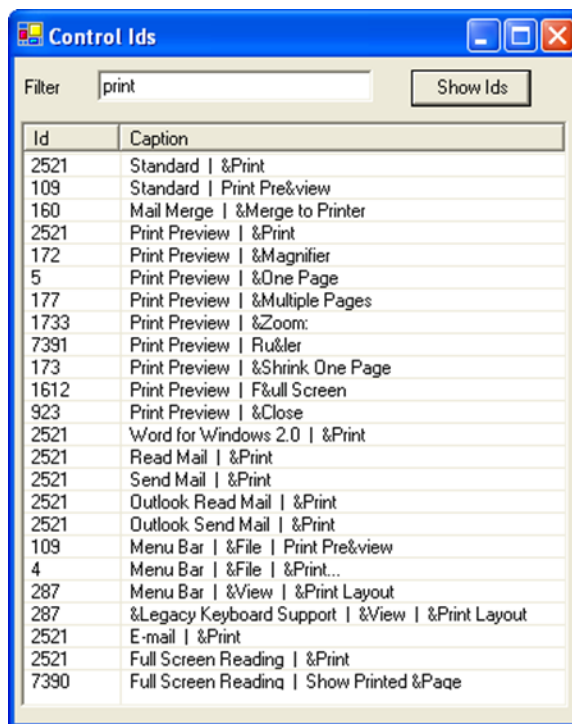 Control Ids
Filter print Show Ids
Id Caption
2521 Standard | &Print
109 Standard | Print Pre&view
160 Mail Merge | &Merge to Printer
2521 Print Preview | &Print
172 Print Preview | &Magnifier
5 Print Preview | &One Page
177 Print Preview | &Multiple Pages
1733 Print Preview | &Zoom:
7391 Print Preview | Ru&ler
173 Print Preview | &Shrink One Page
1612 Print Preview | F&ull Screen
923 Print Preview | &Close
2521 Word for Windows 2.0 | &Print
2521 Read Mail | &Print
2521 Send Mail | &Print
2521 Outlook Read Mail | &Print
2521 Outlook Send Mail | &Print
109 Menu Bar | &File | Print Pre&view
4 Menu Bar | &File | &Print...
287 Menu Bar | &View | &Print Layout
287 &Legacy Keyboard Support | &View | &Print Layout
2521 E-mail | &Print
2521 Full Screen Reading | &Print
7390 Full Screen Reading | Show Printed &Page